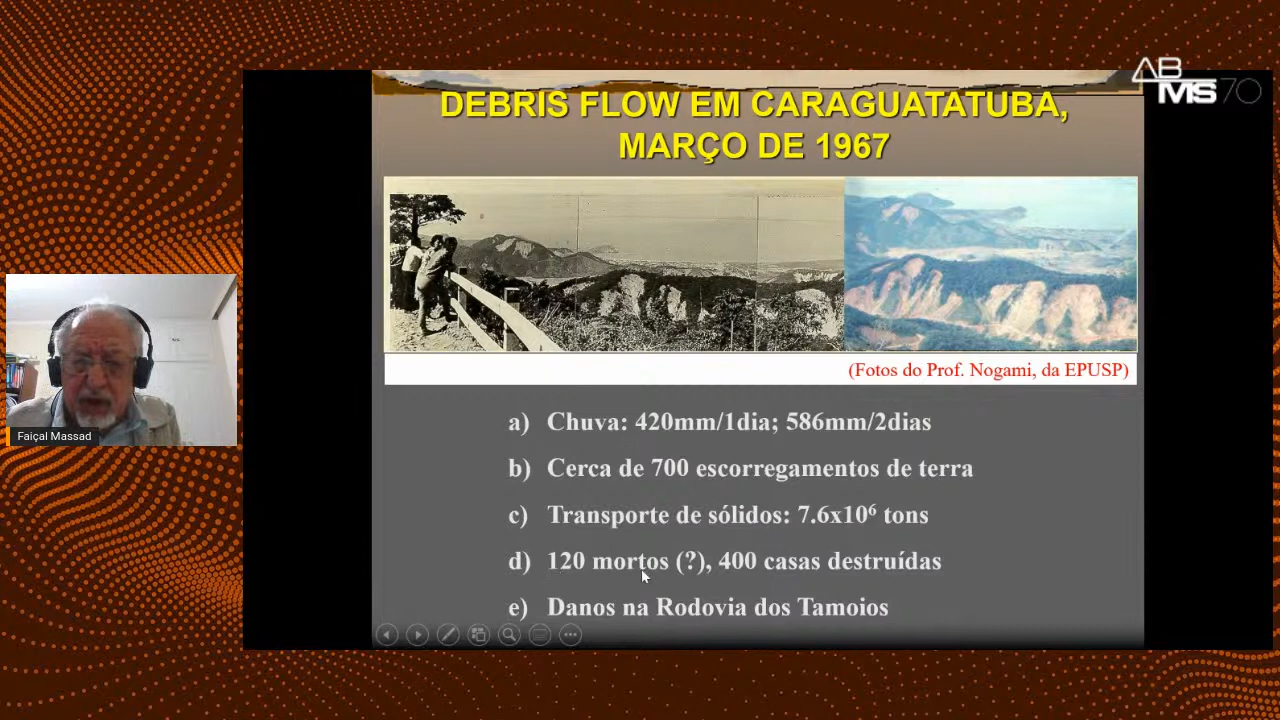 ABMS70
DEBRIS FLOW EM CARAGUATATUBA,
MARÇO DE 1967
(Fotos do Prof. Nogami, da EPUSP)
a) Chuva: 420mm/1dia; 586mm/2dias
b) Cerca de 700 escorregamentos de terra
c) Transporte de sólidos: 7.6x10⁶ tons
d) 120 mortos (?), 400 casas destruídas
e) Danos na Rodovia dos Tamoios
Faiçal Massad